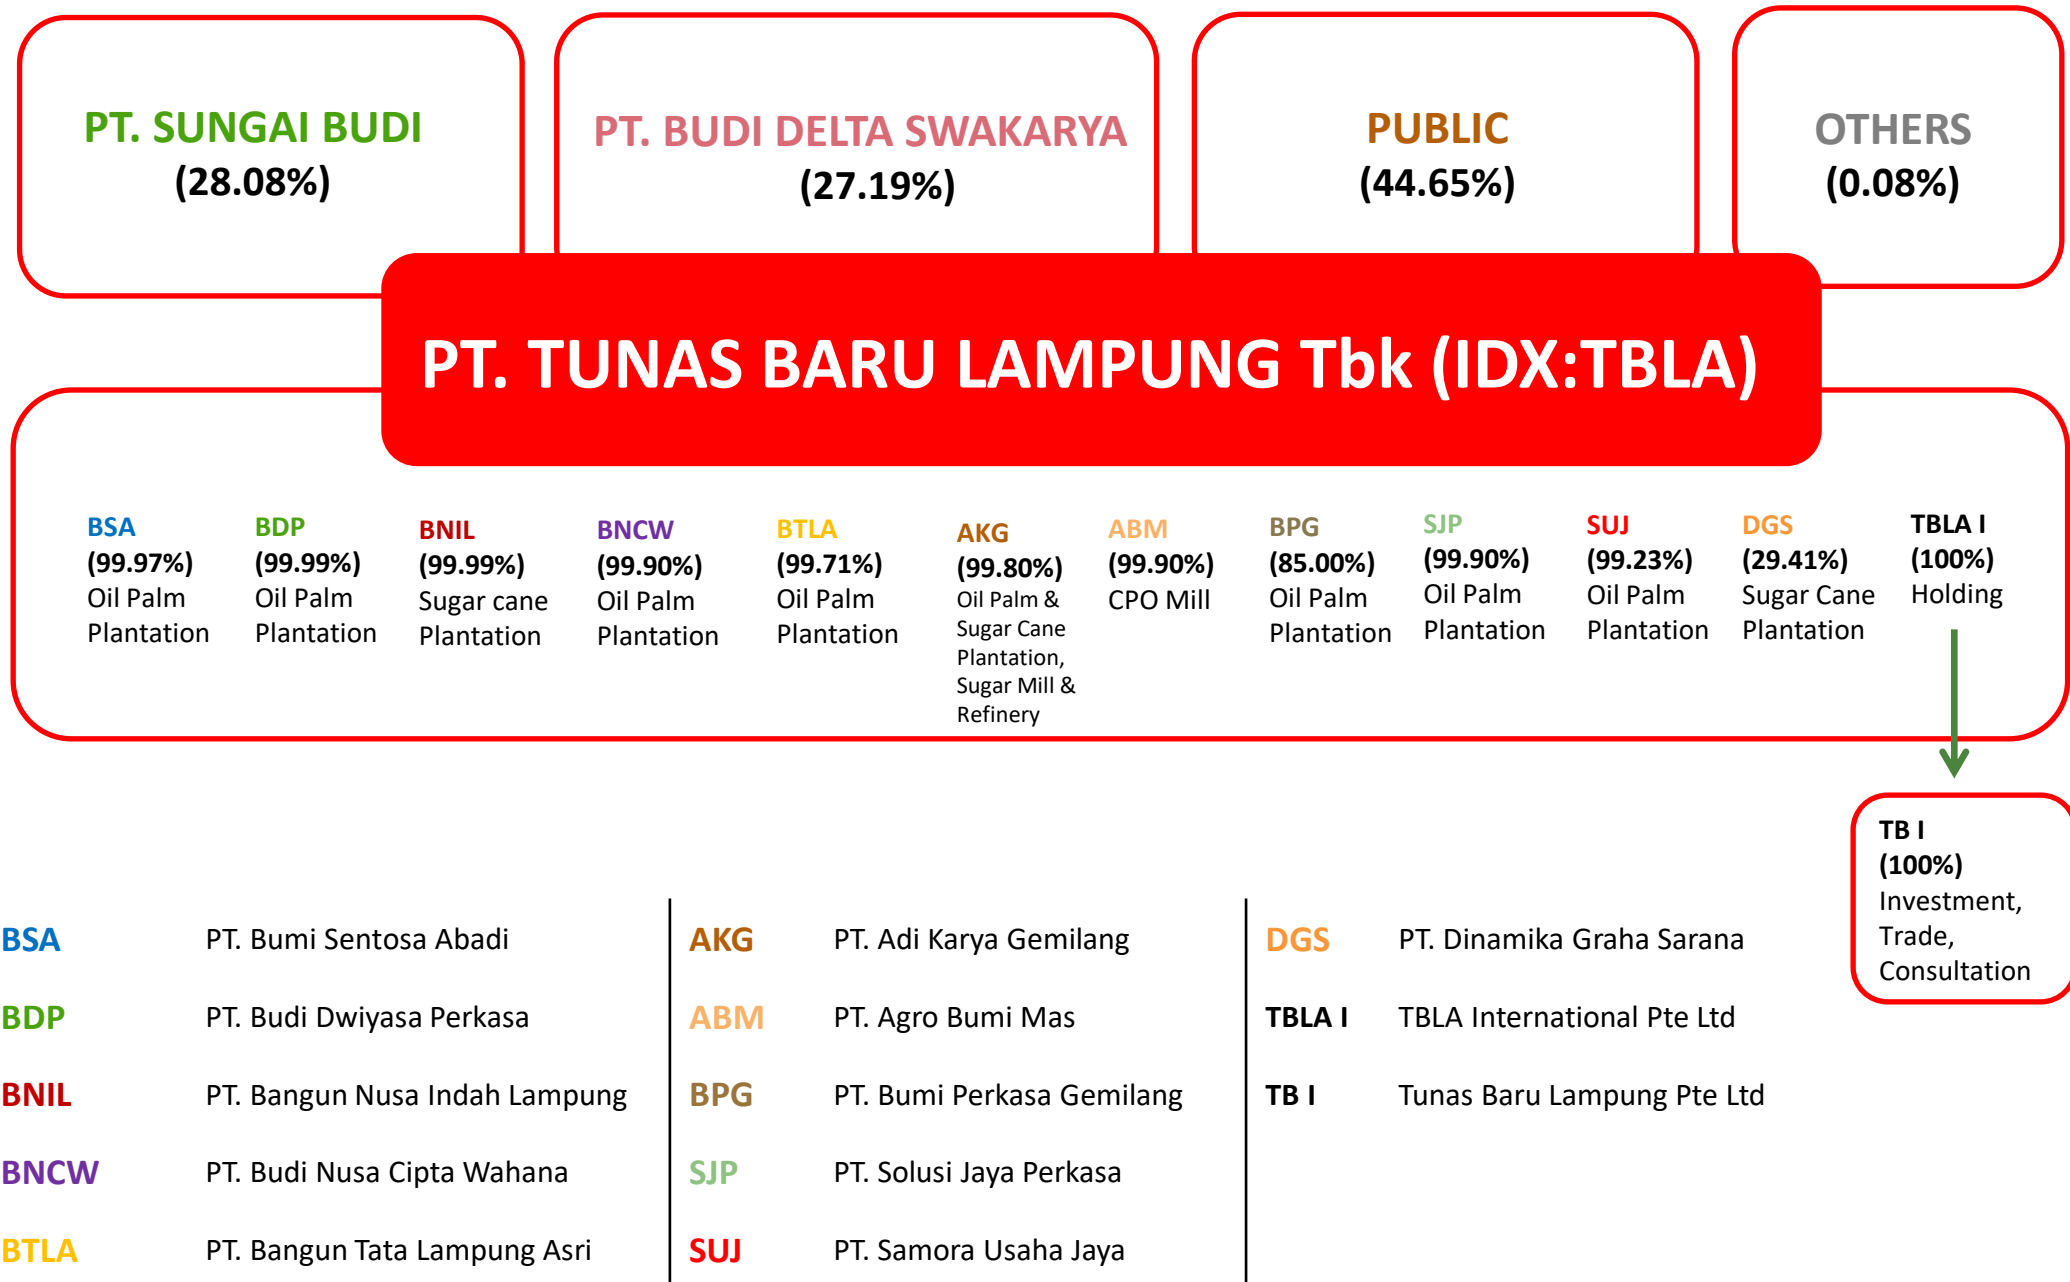 PT. SUNGAI BUDI
(28.08%)
PT. BUDI DELTA SWAKARYA
(27.19%)
PUBLIC
(44.65%)
OTHERS
(0.08%)
PT. TUNAS BARU LAMPUNG Tbk (IDX:TBLA)
BSA
(99.97%)
Oil Palm
Plantation
BDP
(99.99%)
Oil Palm
Plantation
BNIL
(99.99%)
Sugar cane
Plantation
BNCW
(99.90%)
Oil Palm
Plantation
BTLA
(99.71%)
Oil Palm
Plantation
AKG
(99.80%)
Oil Palm &
Sugar Cane
Plantation,
Sugar Mill &
Refinery
ABM
(99.90%)
CPO Mill
BPG
(85.00%)
Oil Palm
Plantation
SJP
(99.90%)
Oil Palm
Plantation
SUJ
(99.23%)
Oil Palm
Plantation
DGS
(29.41%)
Sugar Cane
Plantation
TBLA I
(100%)
Holding
TB I
(100%)
Investment,
Trade,
Consultation
BSA PT. Bumi Sentosa Abadi
BDP PT. Budi Dwiyasa Perkasa
BNIL PT. Bangun Nusa Indah Lampung
BNCW PT. Budi Nusa Cipta Wahana
BTLA PT. Bangun Tata Lampung Asri
AKG PT. Adi Karya Gemilang
ABM PT. Agro Bumi Mas
BPG PT. Bumi Perkasa Gemilang
SJP PT. Solusi Jaya Perkasa
SUJ PT. Samora Usaha Jaya
DGS PT. Dinamika Graha Sarana
TBLA I TBLA International Pte Ltd
TB I Tunas Baru Lampung Pte Ltd